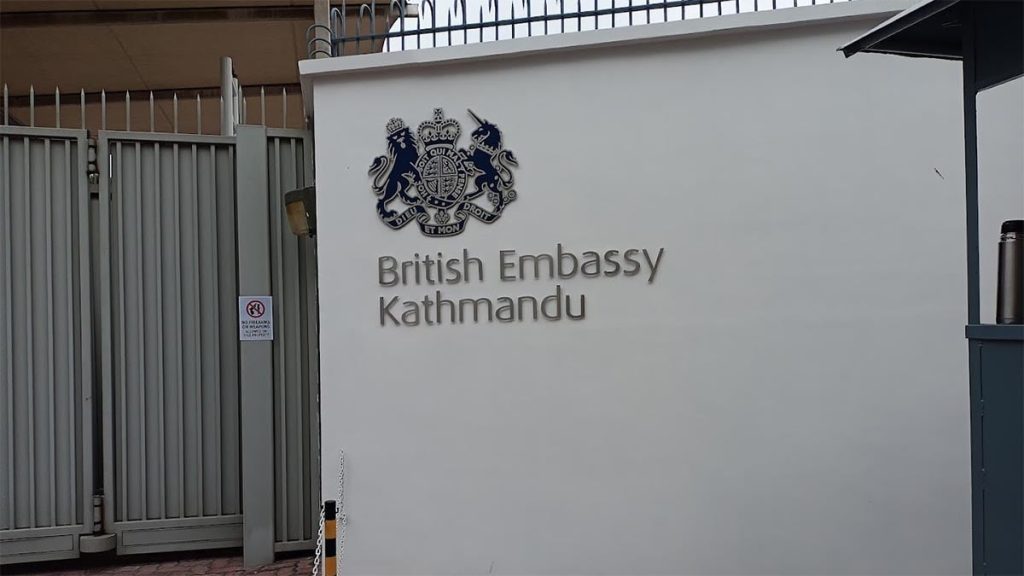 DIEU ET MON DROIT
British Embassy
Kathmandu
NO FIREARMS
OR WEAPONS